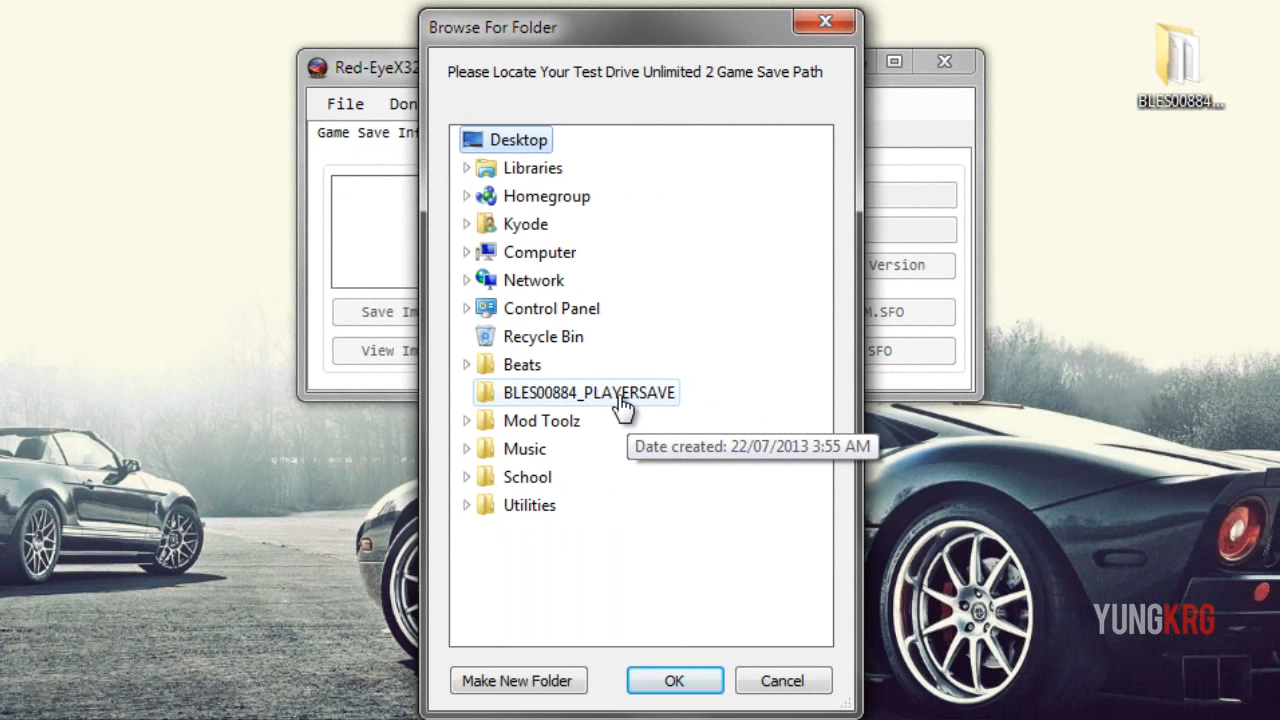 Browse For Folder
Please Locate Your Test Drive Unlimited 2 Game Save Path
Desktop
Libraries
Homegroup
Kyode
Computer
Network
Control Panel
Recycle Bin
Beats
BLES00884_PLAYERSAVE
Mod Toolz
Music
School
Utilities
Date created: 22/07/2013 3:55 AM
Make New Folder
OK
Cancel
Red-EyeX32
File
Don
Game Save Inf
Save Im
View Im
Version
M.SFO
SFO
BLES00884...
YUNGKRG